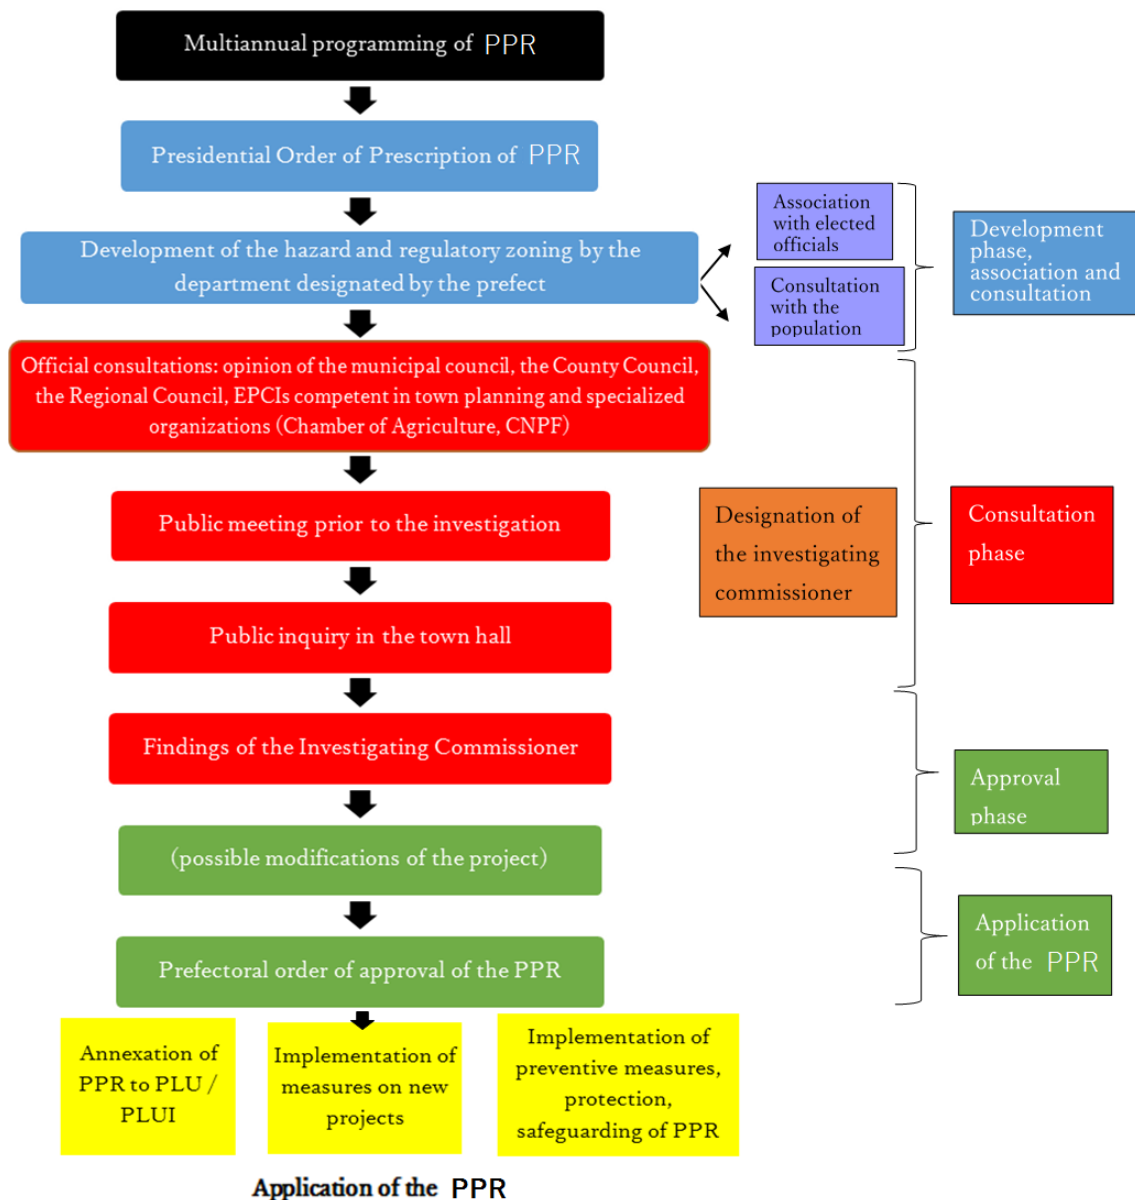 Multiannual programming of PPR
Presidential Order of Prescription of PPR
Development of the hazard and regulatory zoning by the
department designated by the prefect
Association
with elected
officials
Consultation
with the
population
Development
phase,
association and
consultation
Official consultations: opinion of the municipal council, the County Council,
the Regional Council, EPCIs competent in town planning and specialized
organizations (Chamber of Agriculture, CNPF)
Public meeting prior to the investigation
Designation of
the investigating
commissioner
Consultation
phase
Public inquiry in the town hall
Findings of the Investigating Commissioner
Approval
phase
(possible modifications of the project)
Application
of the PPR
Prefectoral order of approval of the PPR
Annexation of
PPR to PLU /
PLUI
Implementation of
measures on new
projects
Implementation of
preventive measures,
protection,
safeguarding of PPR
Application of the PPR